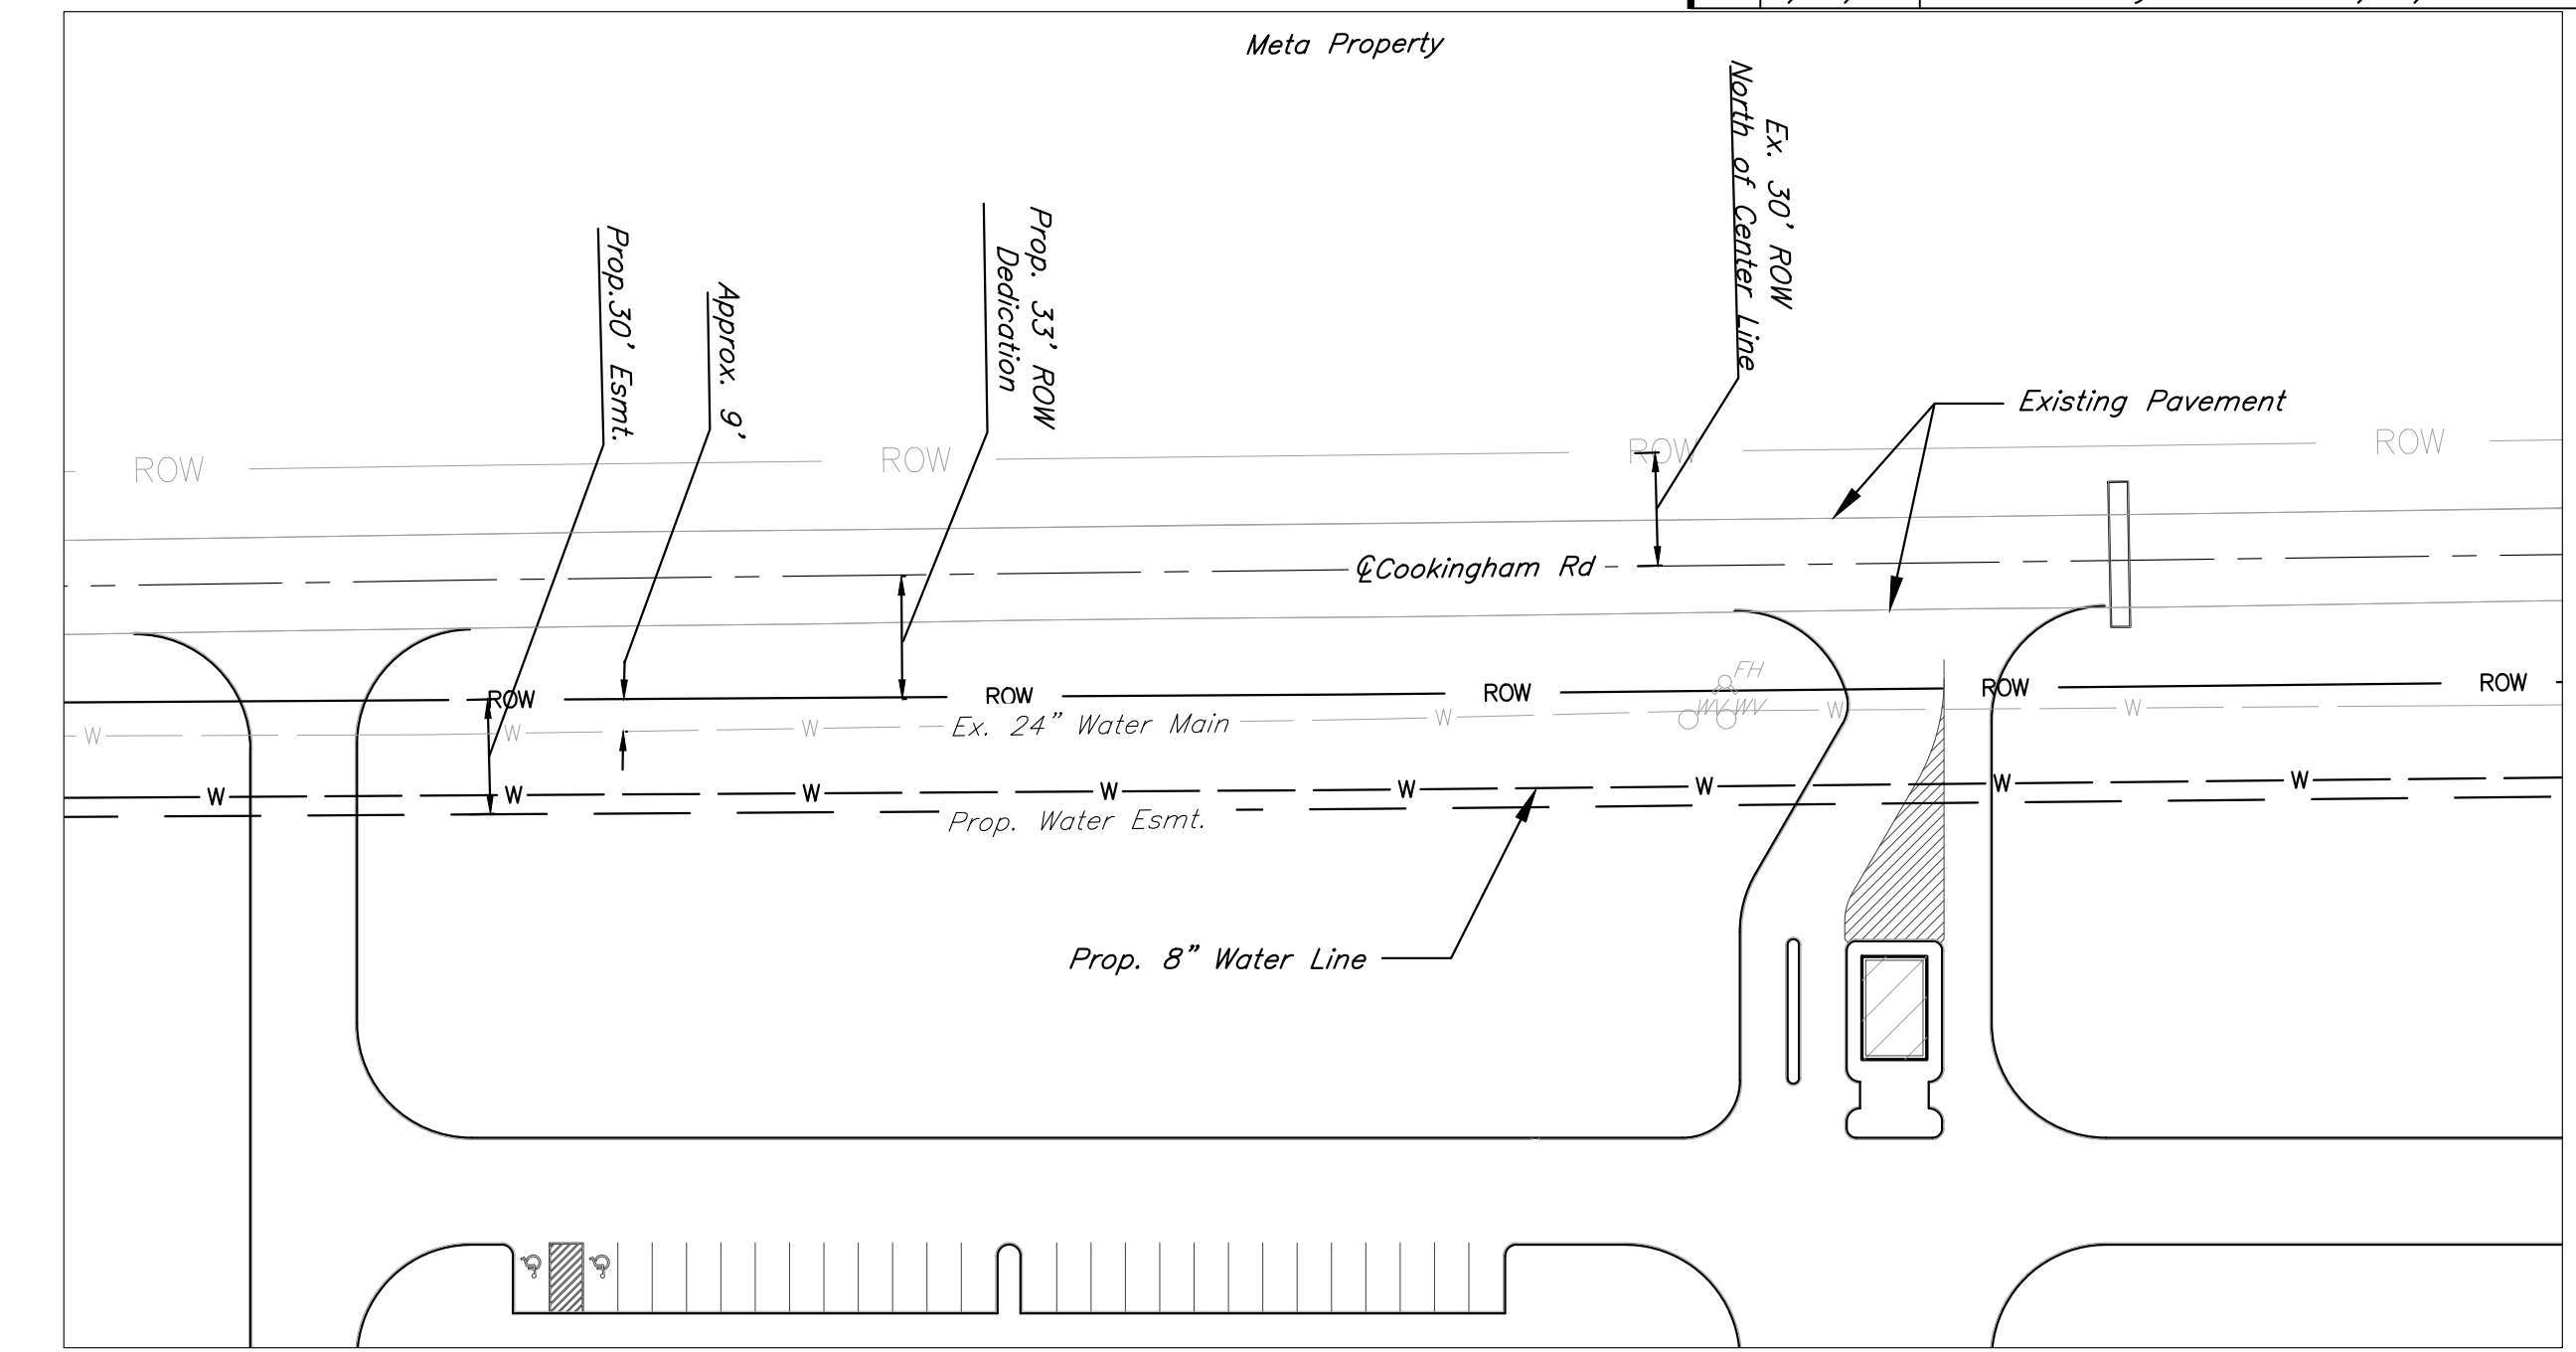 Meta Property
Ex. 30' ROW
North of Center Line
Prop. 33' ROW
Dedication
Prop.30' Esmt.
Approx. 9'
Existing Pavement
ROW
ROW
ROW
ROW
℄Cookingham Rd
FH
ROW
ROW
ROW
ROW
ROW
WV WV
W
W
W
Ex. 24" Water Main
W
W
W
W
W
W
W
W
W
W
W
Prop. Water Esmt.
Prop. 8" Water Line